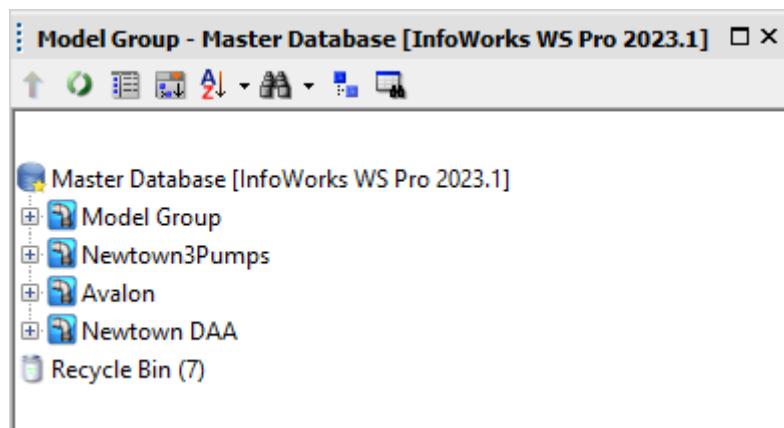 Model Group - Master Database [InfoWorks WS Pro 2023.1]
Master Database [InfoWorks WS Pro 2023.1]
Model Group
Newtown3Pumps
Avalon
Newtown DAA
Recycle Bin (7)